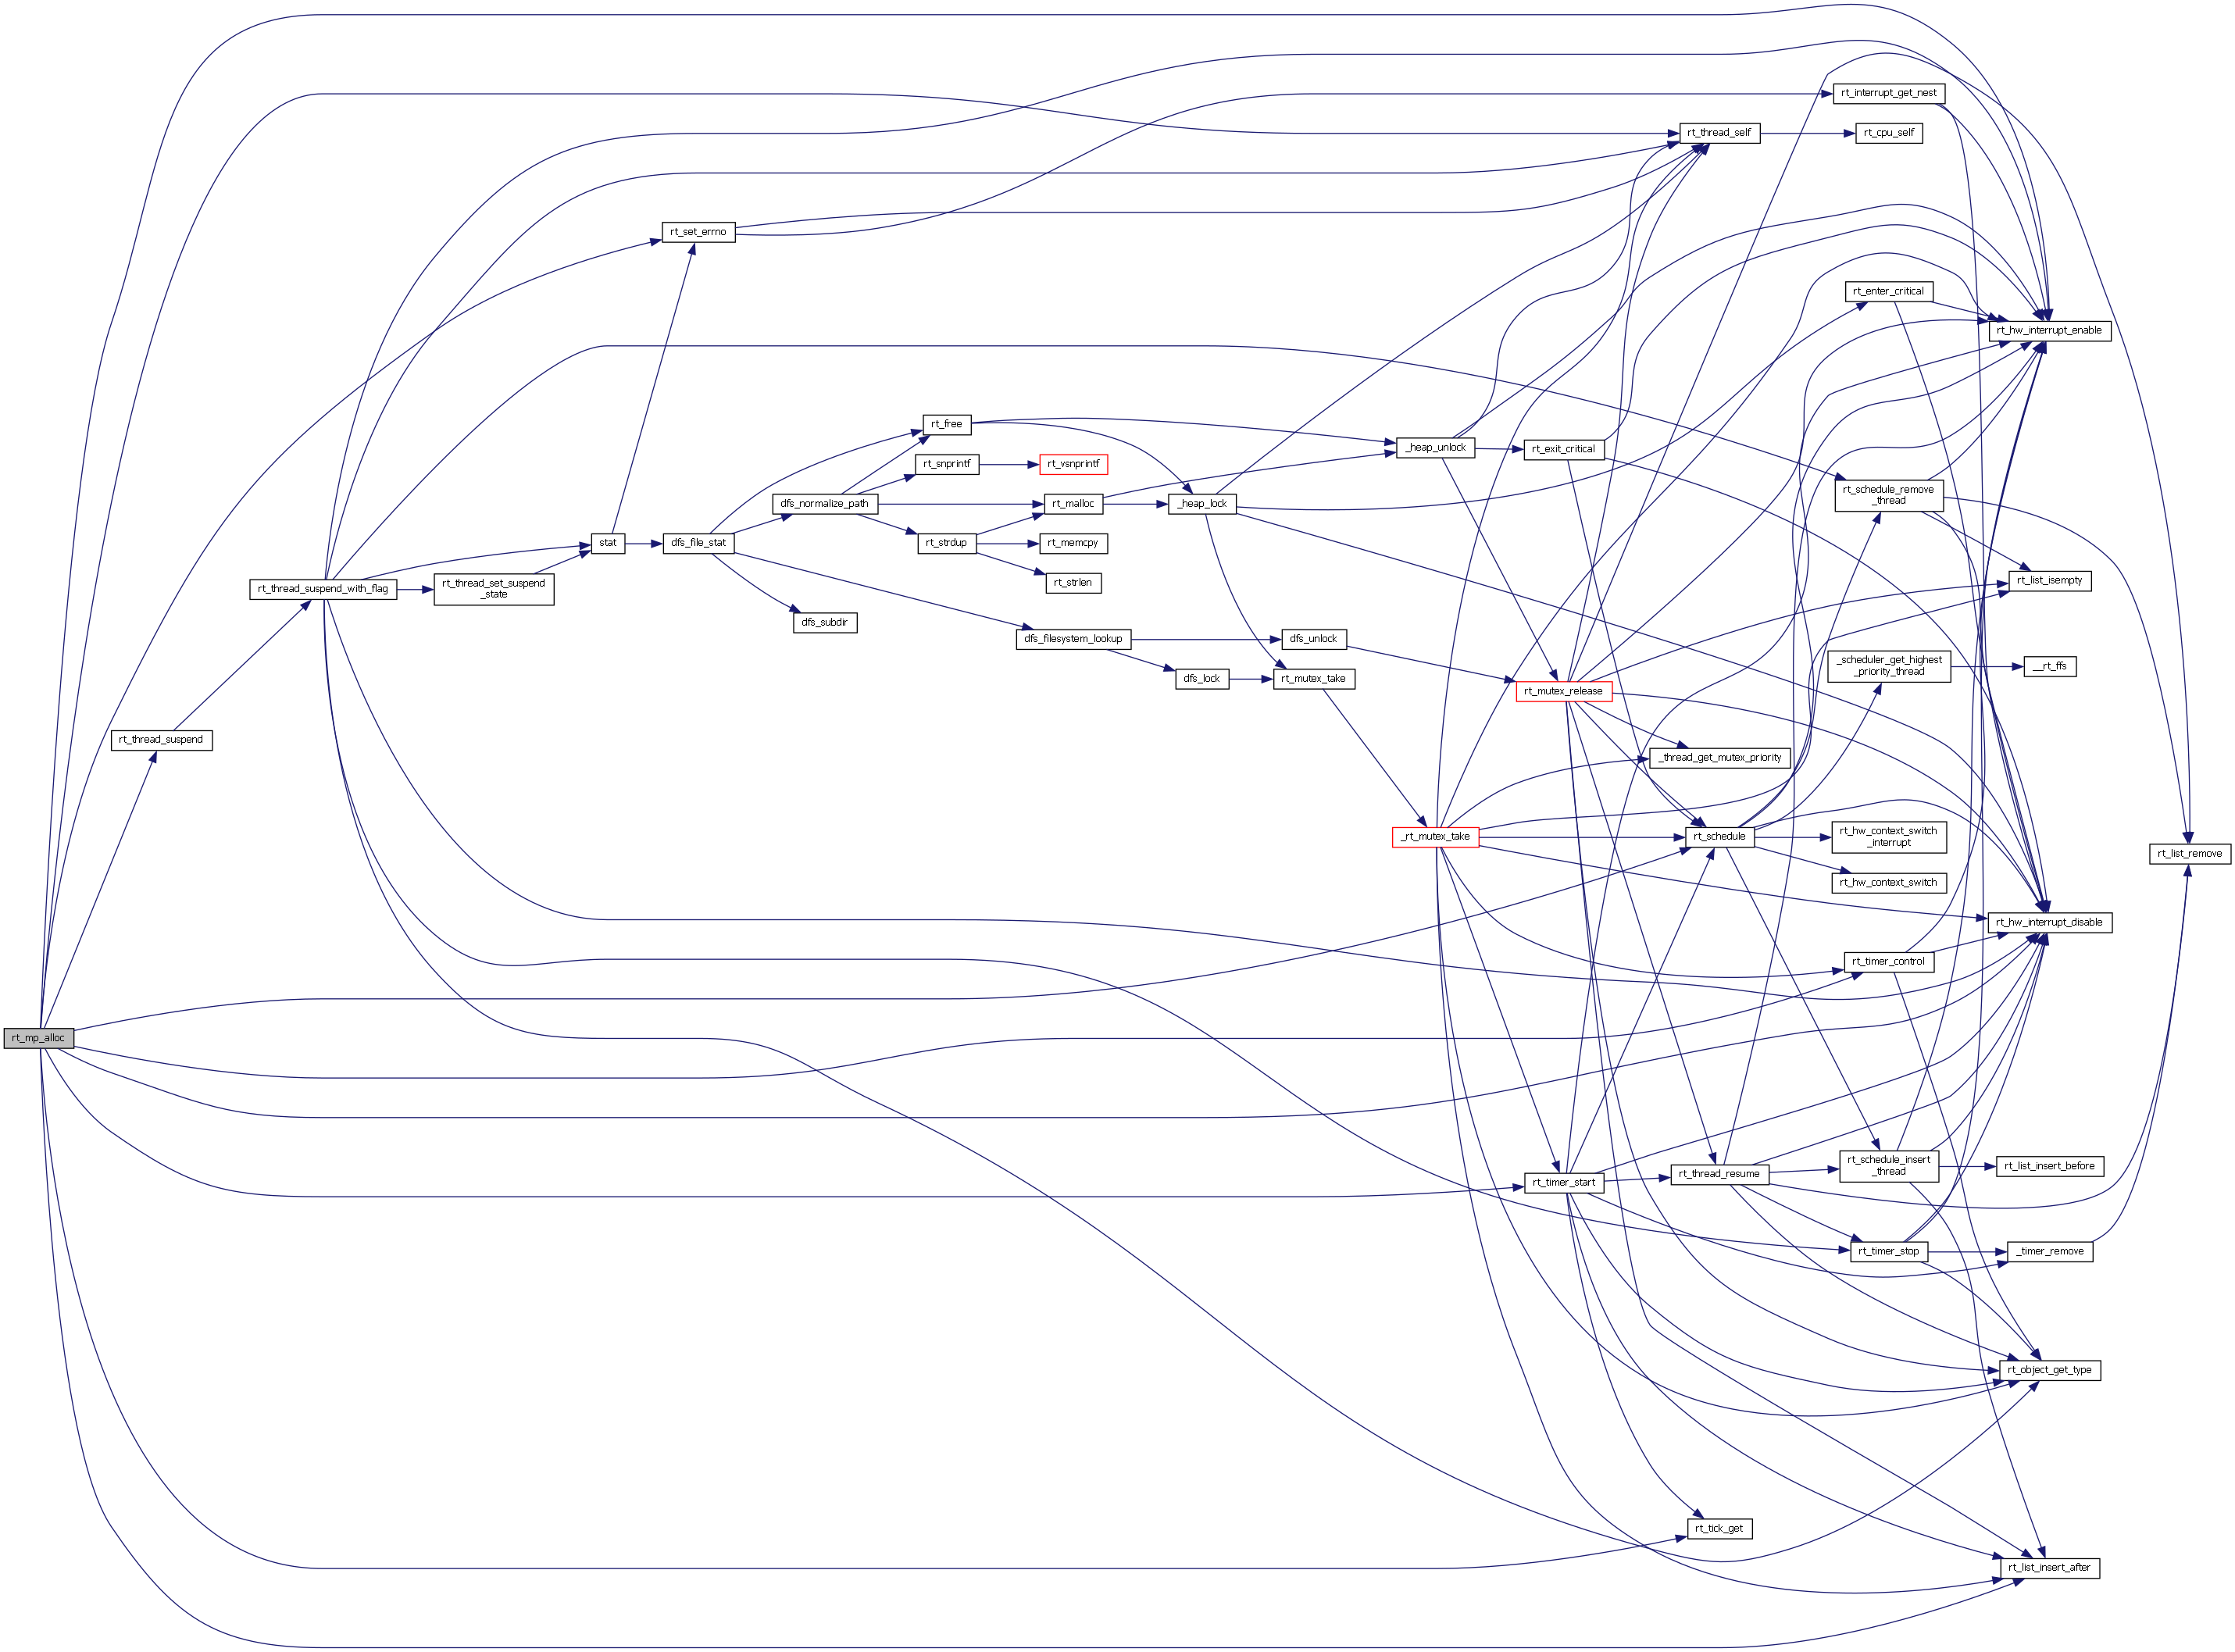 rt_mp_alloc
rt_thread_suspend
rt_thread_suspend_with_flag
rt_thread_set_suspend
_state
stat
rt_set_errno
dfs_file_stat
dfs_normalize_path
dfs_subdir
rt_free
rt_snprintf
rt_strdup
rt_vsnprintf
rt_malloc
rt_memcpy
rt_strlen
dfs_filesystem_lookup
_heap_lock
dfs_lock
dfs_unlock
rt_mutex_take
_heap_unlock
_rt_mutex_take
rt_exit_critical
rt_mutex_release
rt_timer_start
rt_thread_self
_thread_get_mutex_priority
rt_schedule
rt_thread_resume
rt_tick_get
rt_interrupt_get_nest
rt_cpu_self
rt_enter_critical
rt_schedule_remove
_thread
_scheduler_get_highest
_priority_thread
rt_hw_context_switch
_interrupt
rt_hw_context_switch
rt_timer_control
rt_schedule_insert
_thread
rt_timer_stop
rt_hw_interrupt_enable
rt_list_isempty
__rt_ffs
rt_hw_interrupt_disable
rt_list_insert_before
_timer_remove
rt_object_get_type
rt_list_insert_after
rt_list_remove